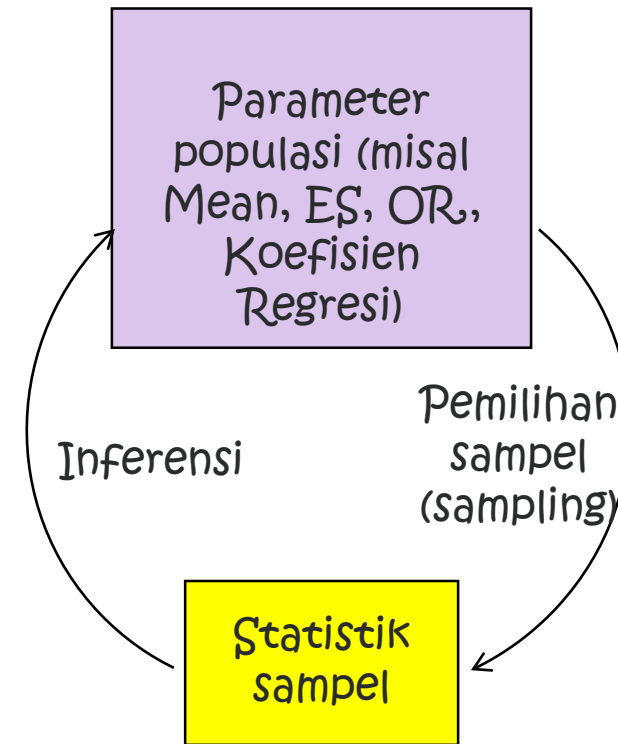 Parameter
populasi (misal
Mean, ES, OR,,
Koefisien
Regresi)
Inferensi
Pemilihan
sampel
(sampling)
Statistik
sampel